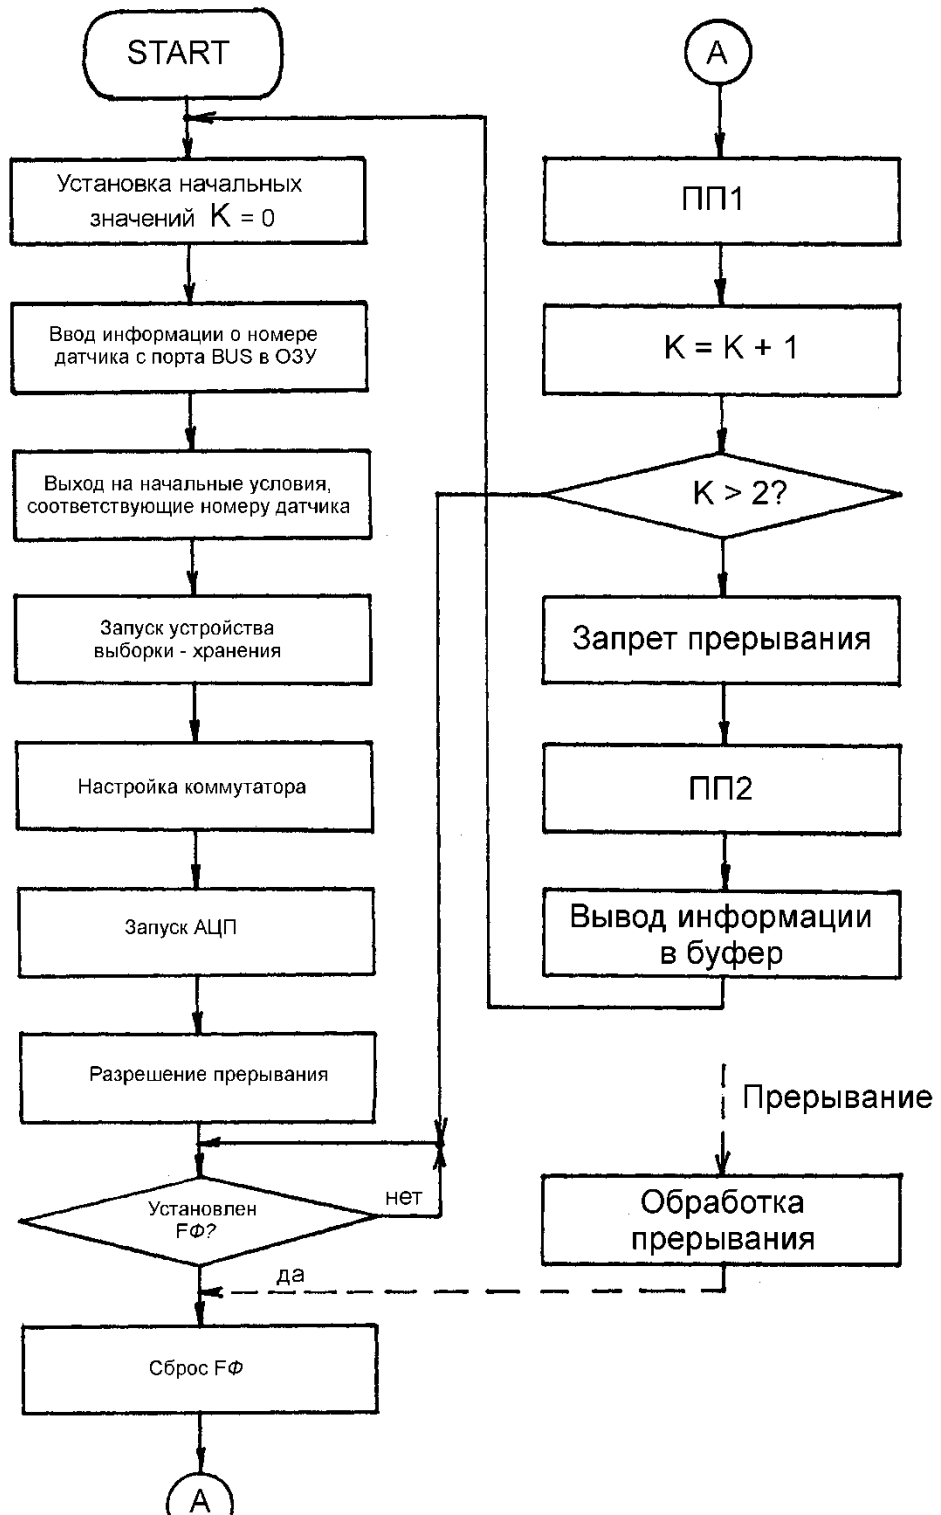 START
Установка начальных
значений K = 0
Ввод информации о номере
датчика с порта BUS в ОЗУ
Выход на начальные условия,
соответствующие номеру датчика
Запуск устройства
выборки - хранения
Настройка коммутатора
Запуск АЦП
Разрешение прерывания
Установлен
FФ?
нет
да
Сброс FФ
A
A
ПП1
K = K + 1
K > 2?
Запрет прерывания
ПП2
Вывод информации
в буфер
Прерывание
Обработка
прерывания